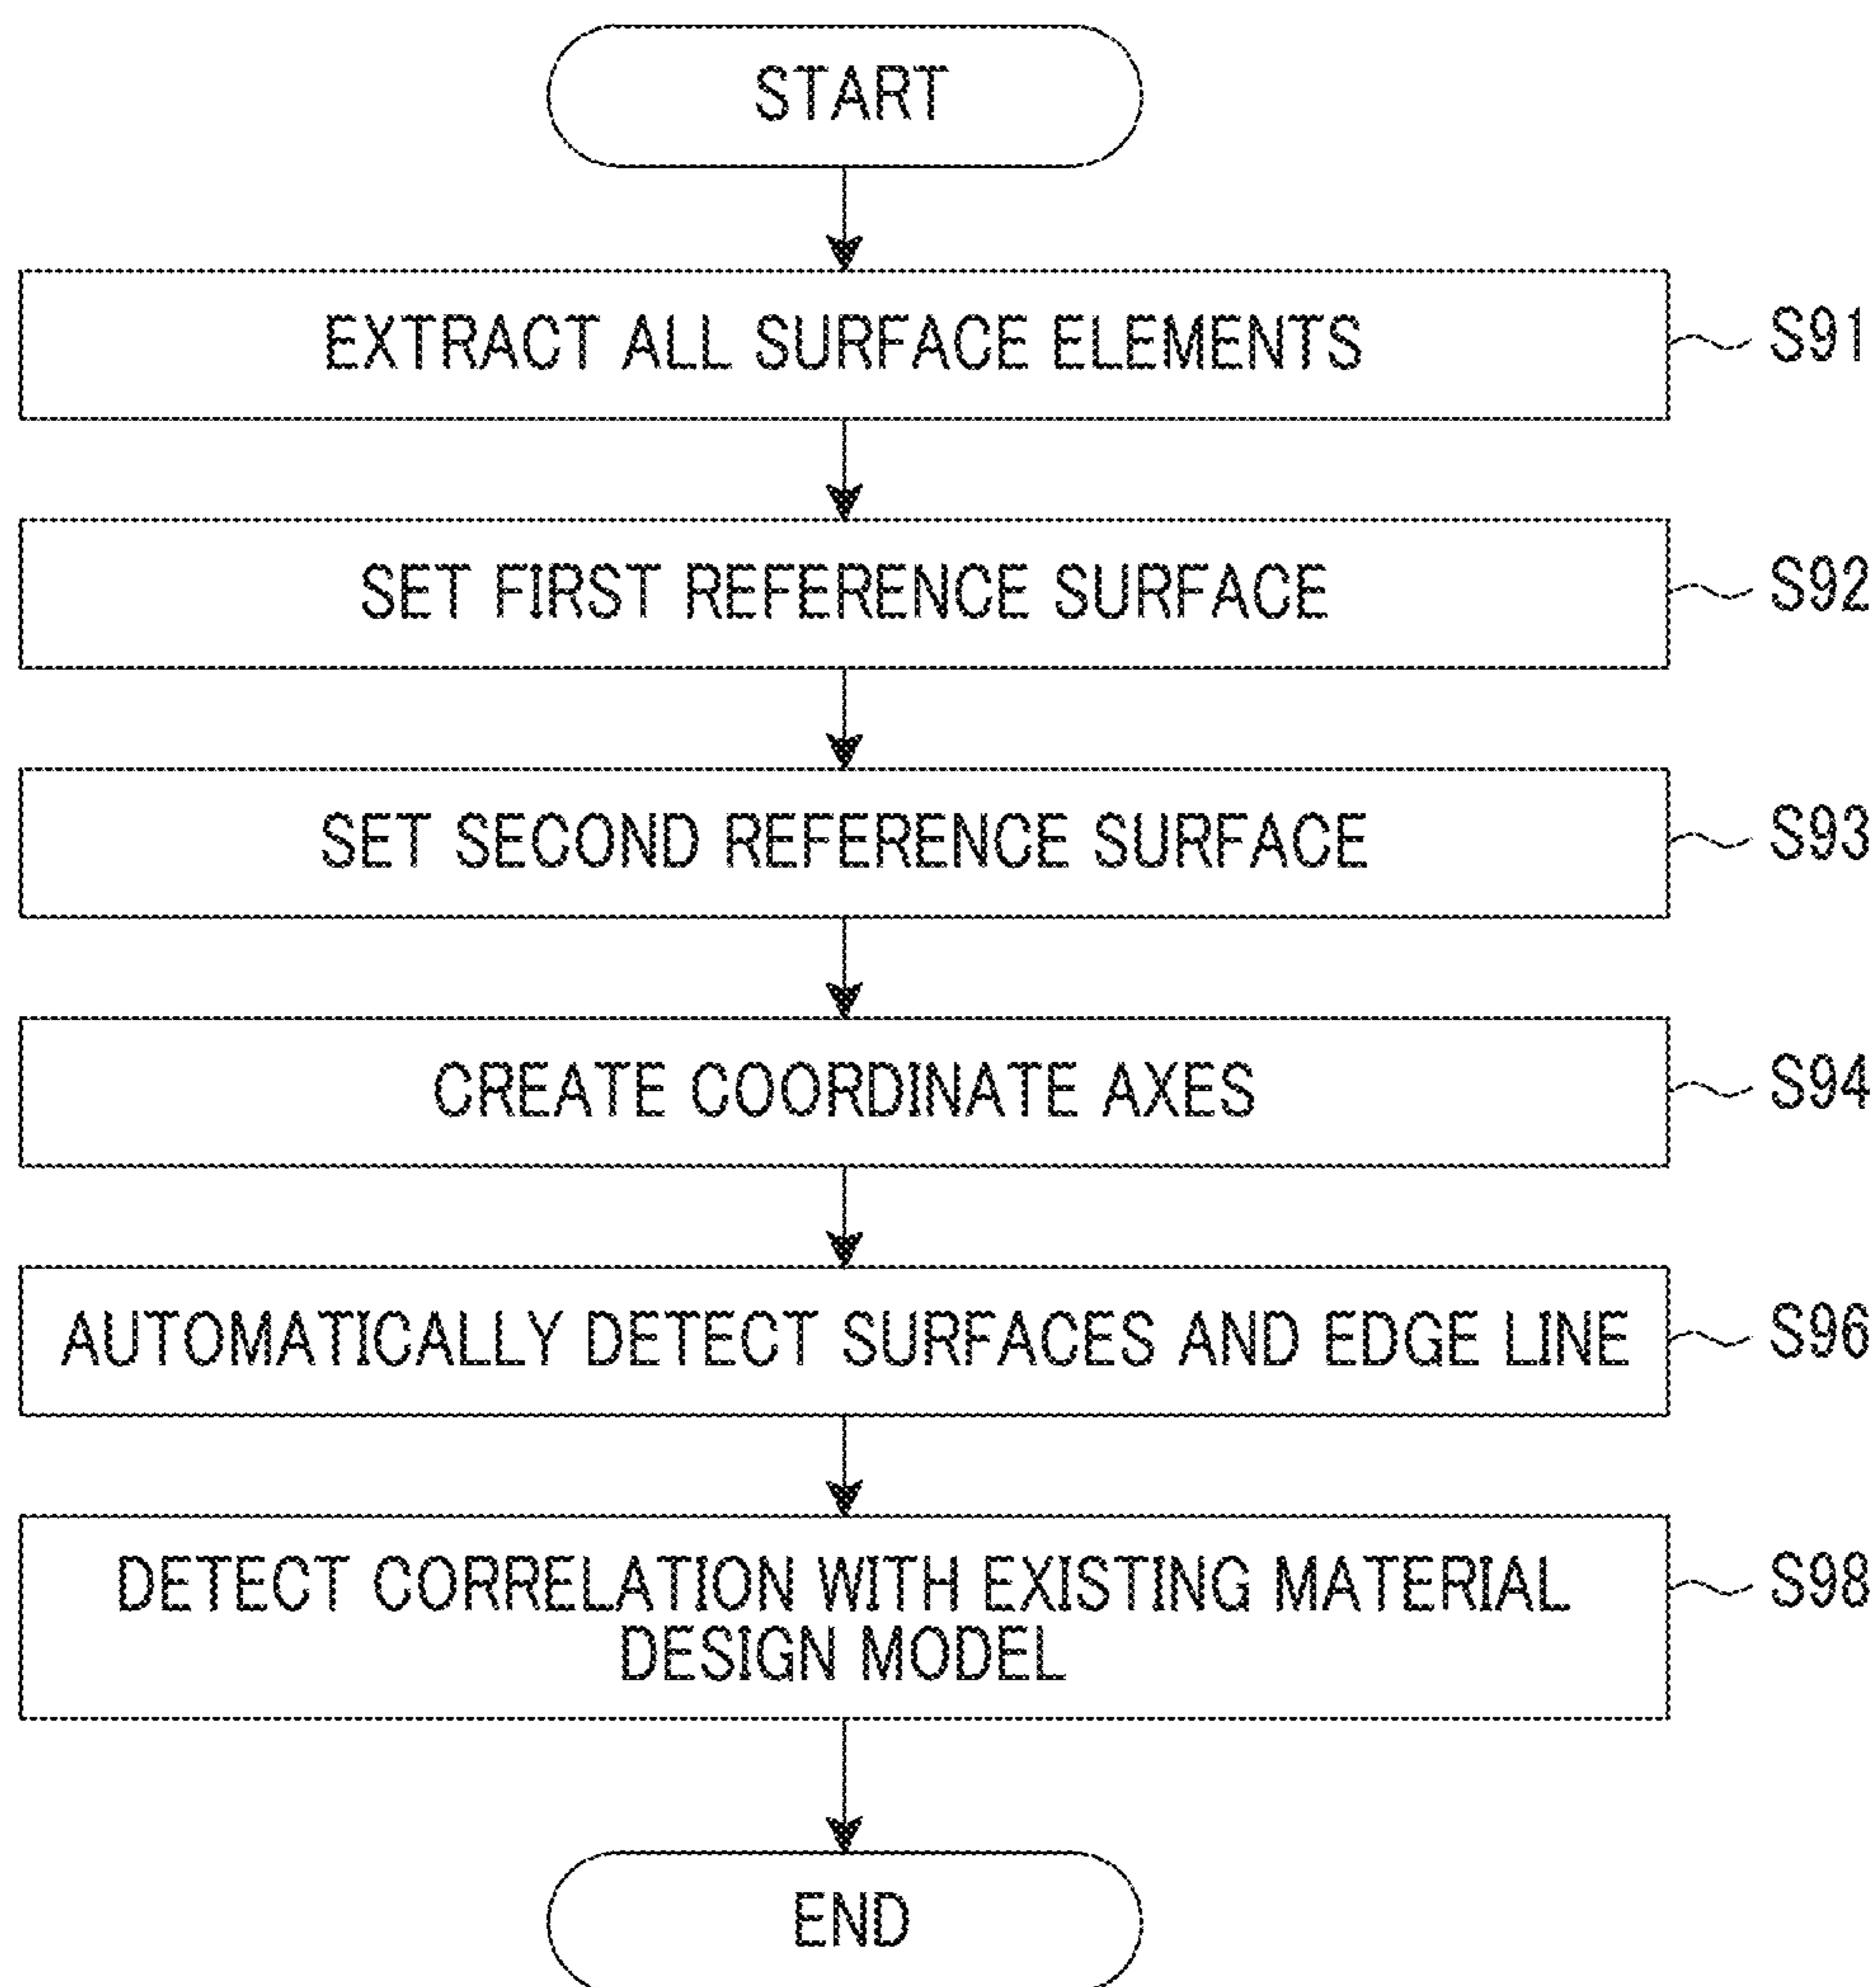 START
EXTRACT ALL SURFACE ELEMENTS
S91
SET FIRST REFERENCE SURFACE
S92
SET SECOND REFERENCE SURFACE
S93
CREATE COORDINATE AXES
S94
AUTOMATICALLY DETECT SURFACES AND EDGE LINE
S96
DETECT CORRELATION WITH EXISTING MATERIAL
DESIGN MODEL
S98
END